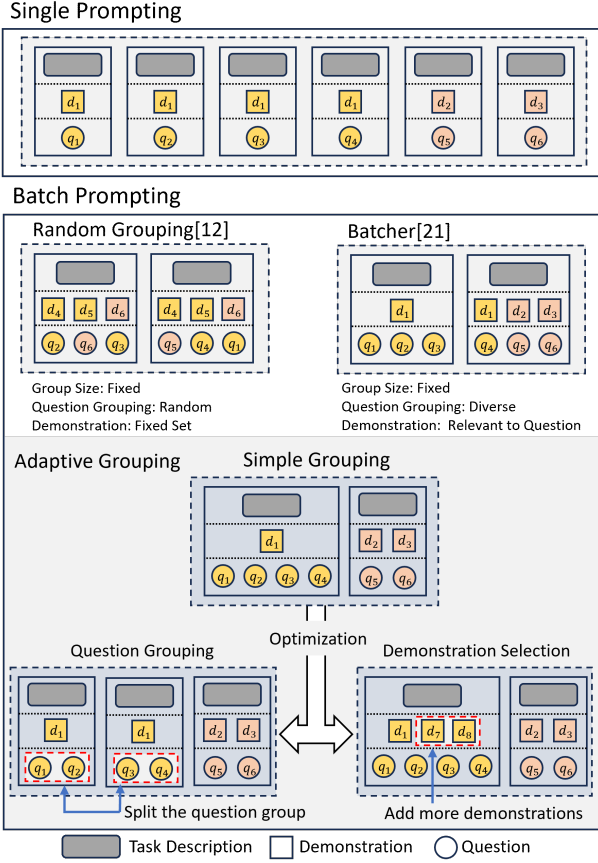 Single Prompting
d₁ d₁ d₁ d₁ d₂ d₃
q₁ q₂ q₃ q₄ q₅ q₆
Batch Prompting
Random Grouping[12]
d₄ d₅ d₆ d₄ d₅ d₆
q₂ q₆ q₃ q₅ q₄ q₁
Group Size: Fixed
Question Grouping: Random
Demonstration: Fixed Set
Batcher[21]
d₁ d₁ d₂ d₃
q₁ q₂ q₃ q₄ q₅ q₆
Group Size: Fixed
Question Grouping: Diverse
Demonstration: Relevant to Question
Adaptive Grouping
Simple Grouping
d₁ d₂ d₃
q₁ q₂ q₃ q₄ q₅ q₆
Optimization
Question Grouping
d₁ d₁ d₂ d₃
q₁ q₂ q₃ q₄ q₅ q₆
Split the question group
Demonstration Selection
d₁ d₇ d₈ d₂ d₃
q₁ q₂ q₃ q₄ q₅ q₆
Add more demonstrations
Task Description Demonstration Question